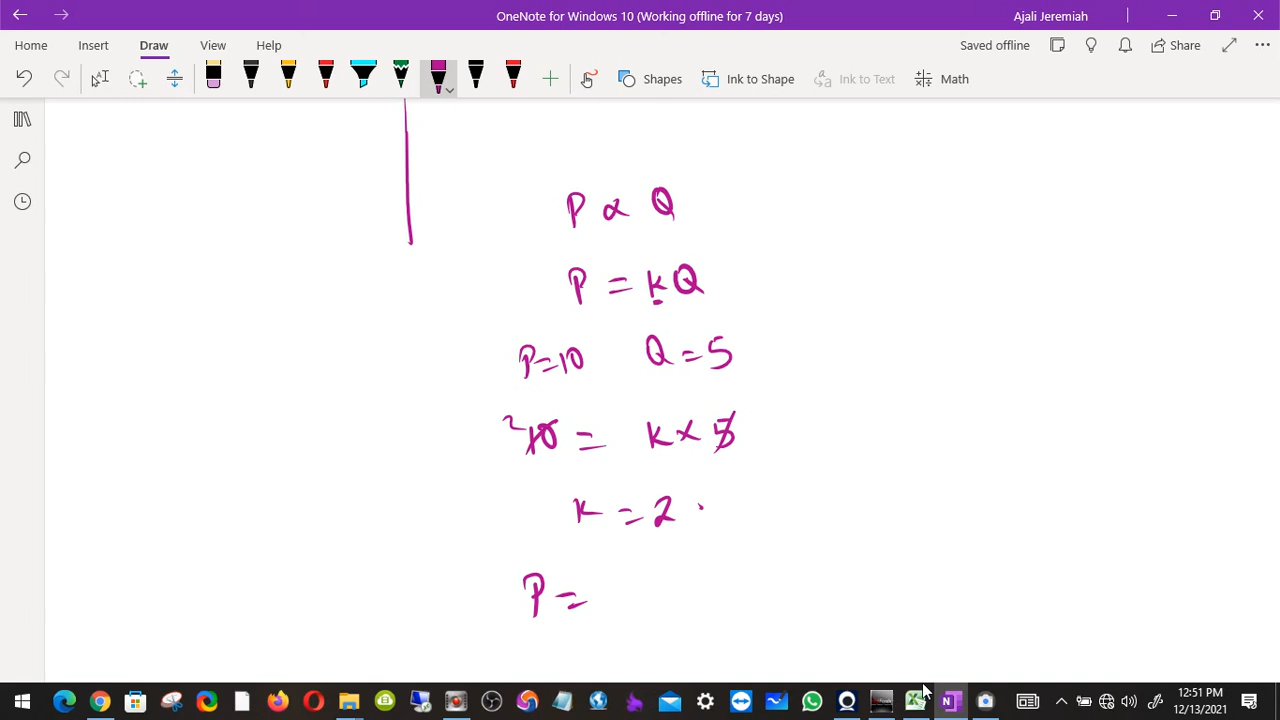 OneNote for Windows 10 (Working offline for 7 days)
Ajali Jeremiah
Home Insert Draw View Help
Saved offline
Share
Shapes
Ink to Shape
Ink to Text
Math
P ∝ Q
P = kQ
P=10 Q=5
2 10 = k × 5
k = 2
P =
12:51 PM
12/13/2021